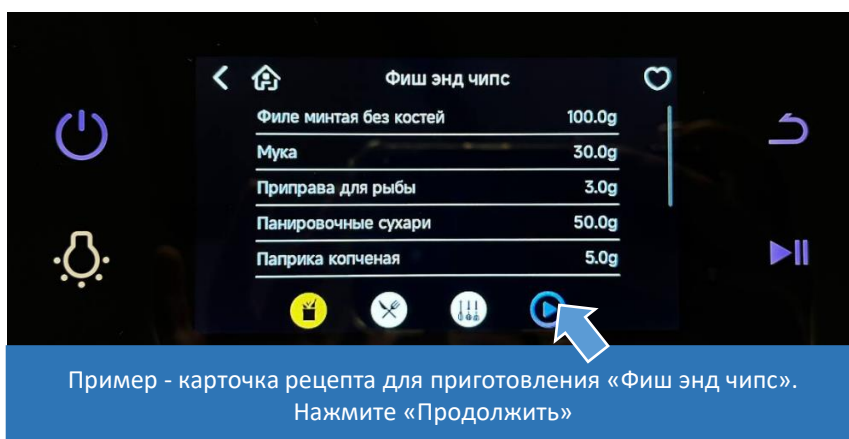 Фиш энд чипс
Филе минтая без костей 100.0g
Мука 30.0g
Приправа для рыбы 3.0g
Панировочные сухари 50.0g
Паприка копченая 5.0g
Пример - карточка рецепта для приготовления «Фиш энд чипс».
Нажмите «Продолжить»